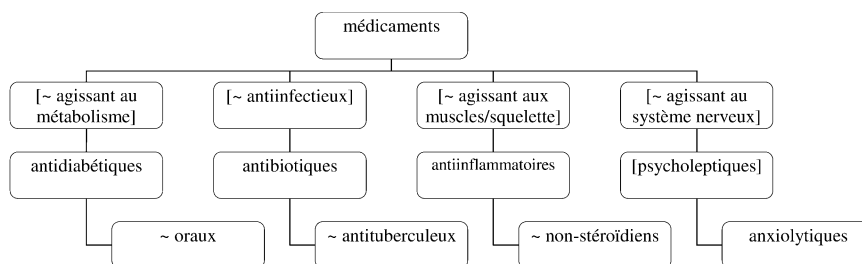 médicaments
[~ agissant au
métabolisme]
[~ antiinfectieux]
[~ agissant aux
muscles/squelette]
[~ agissant au
système nerveux]
antidiabétiques
antibiotiques
antiinflammatoires
[psycholeptiques]
~ oraux
~ antituberculeux
~ non-stéroïdiens
anxiolytiques